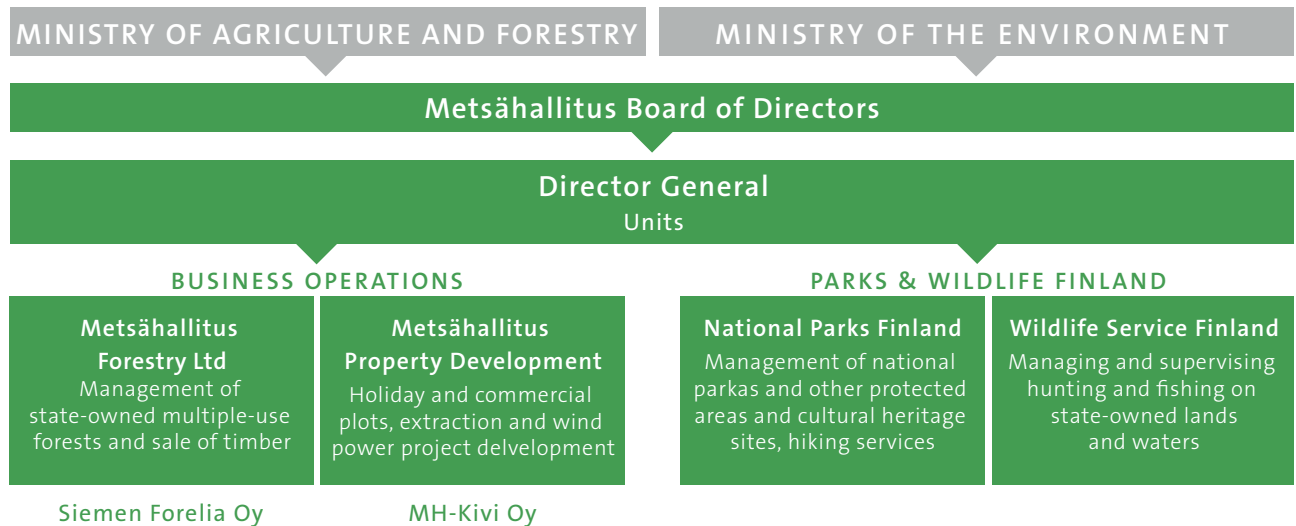 MINISTRY OF AGRICULTURE AND FORESTRY
MINISTRY OF THE ENVIRONMENT
Metsähallitus Board of Directors
Director General
Units
BUSINESS OPERATIONS
Metsähallitus
Forestry Ltd
Management of
state-owned multiple-use
forests and sale of timber
Metsähallitus
Property Development
Holiday and commercial
plots, extraction and wind
power project delvelopment
Siemen Forelia Oy
MH-Kivi Oy
PARKS & WILDLIFE FINLAND
National Parks Finland
Management of national
parkas and other protected
areas and cultural heritage
sites, hiking services
Wildlife Service Finland
Managing and supervising
hunting and fishing on
state-owned lands
and waters